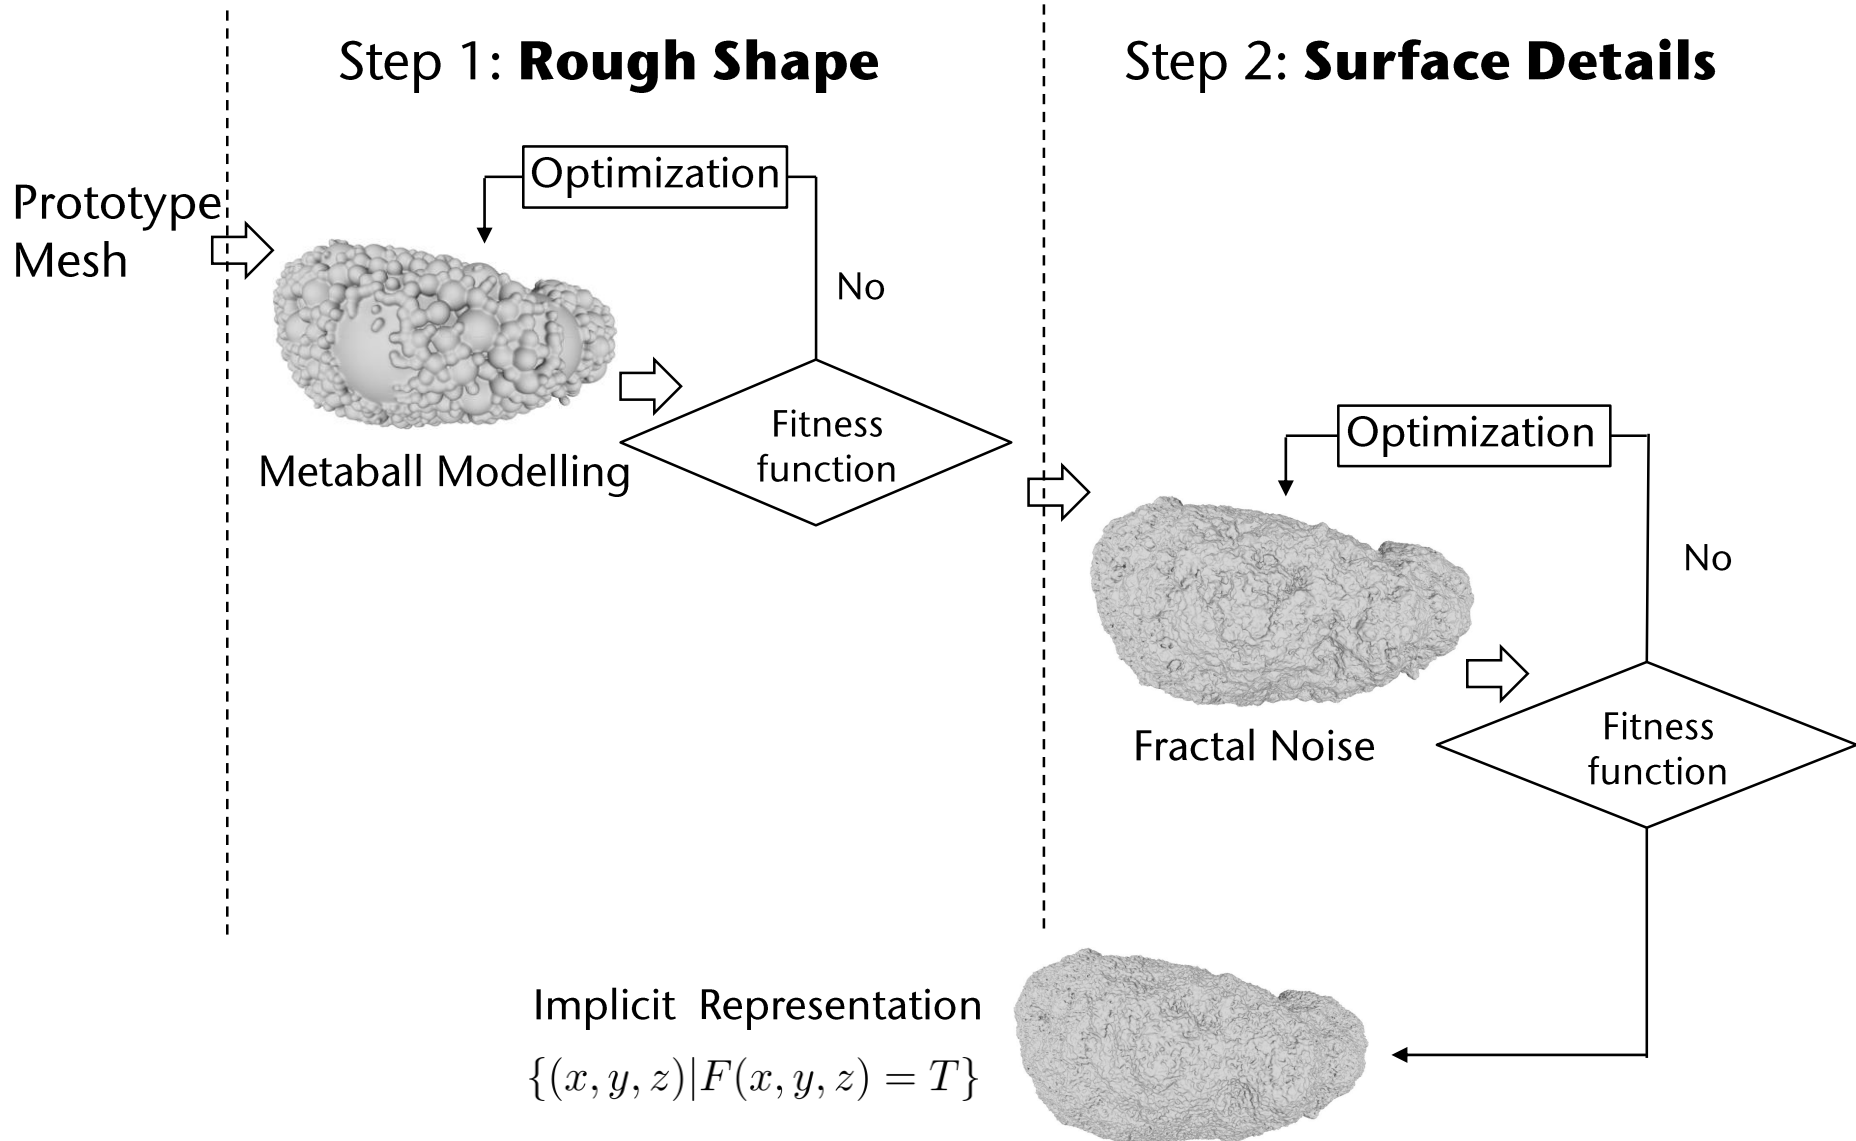 Step 1: Rough Shape
Step 2: Surface Details
Prototype
Mesh
Optimization
No
Fitness
function
Metaball Modelling
Optimization
No
Fractal Noise
Fitness
function
Implicit Representation
{(x, y, z)|F(x, y, z) = T}